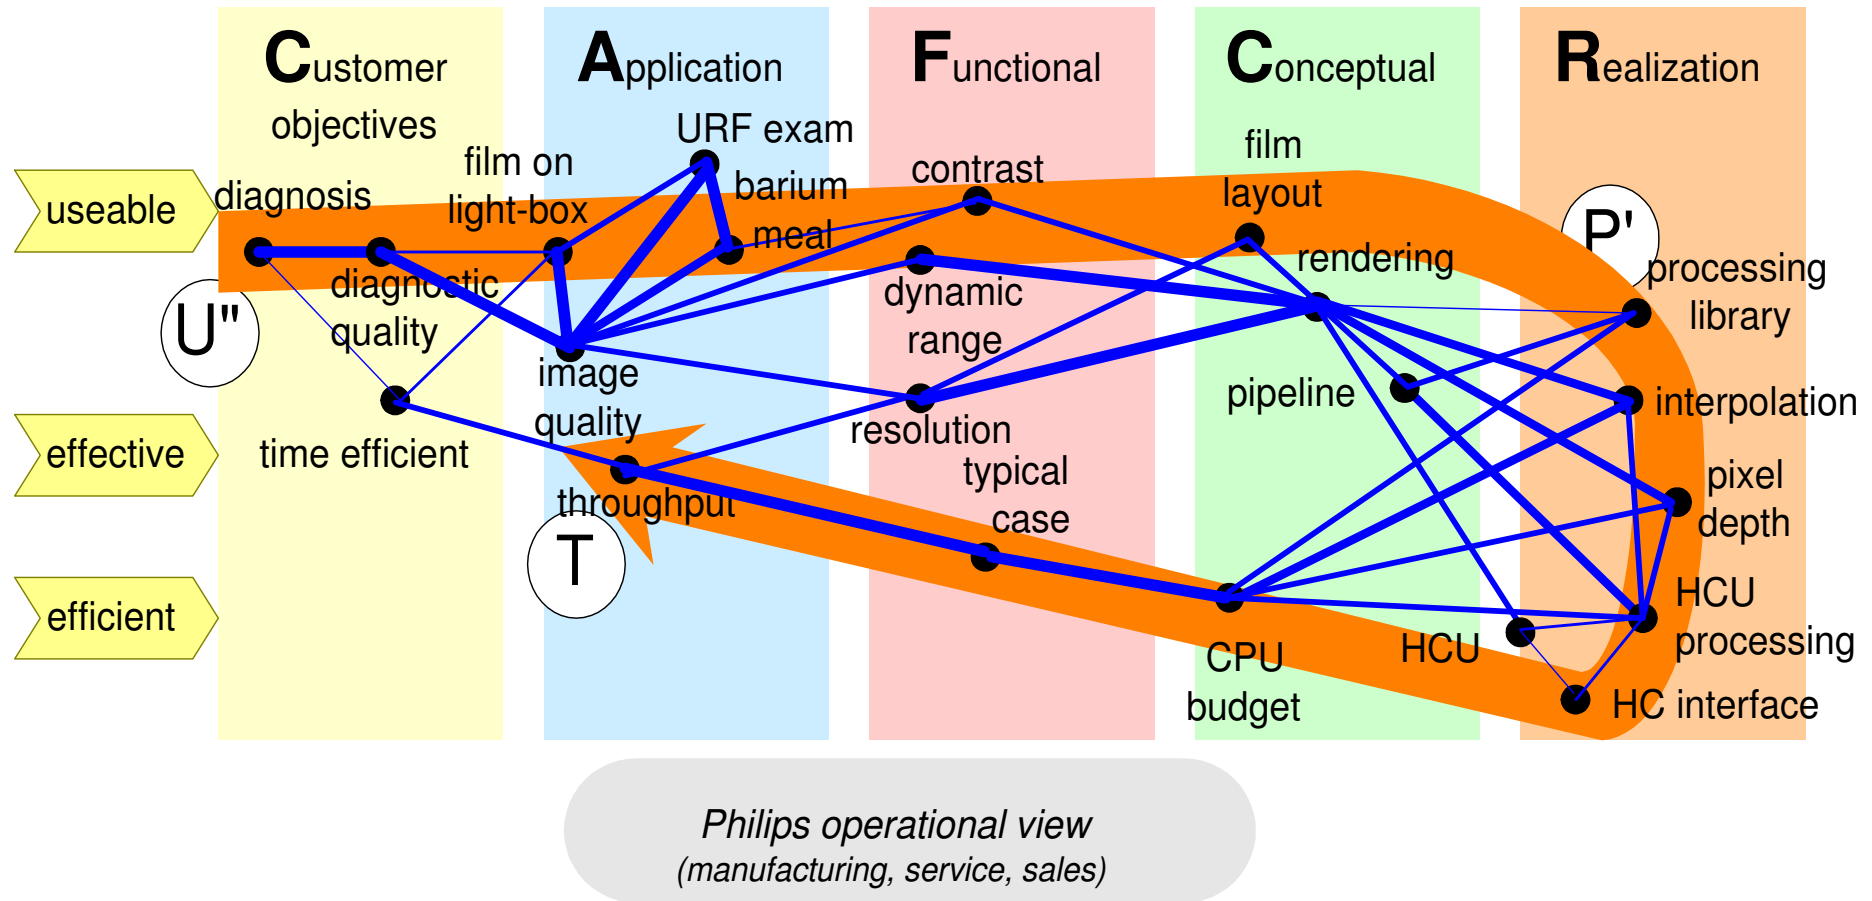 Customer
objectives
Application
Functional
Conceptual
Realization
useable
effective
efficient
diagnosis
diagnostic
quality
time efficient
U"
film on
light-box
URF exam
barium
meal
image
quality
throughput
T
contrast
dynamic
range
resolution
typical
case
film
layout
rendering
pipeline
CPU
budget
HCU
P'
processing
library
interpolation
pixel
depth
HCU
processing
HC interface
Philips operational view
(manufacturing, service, sales)